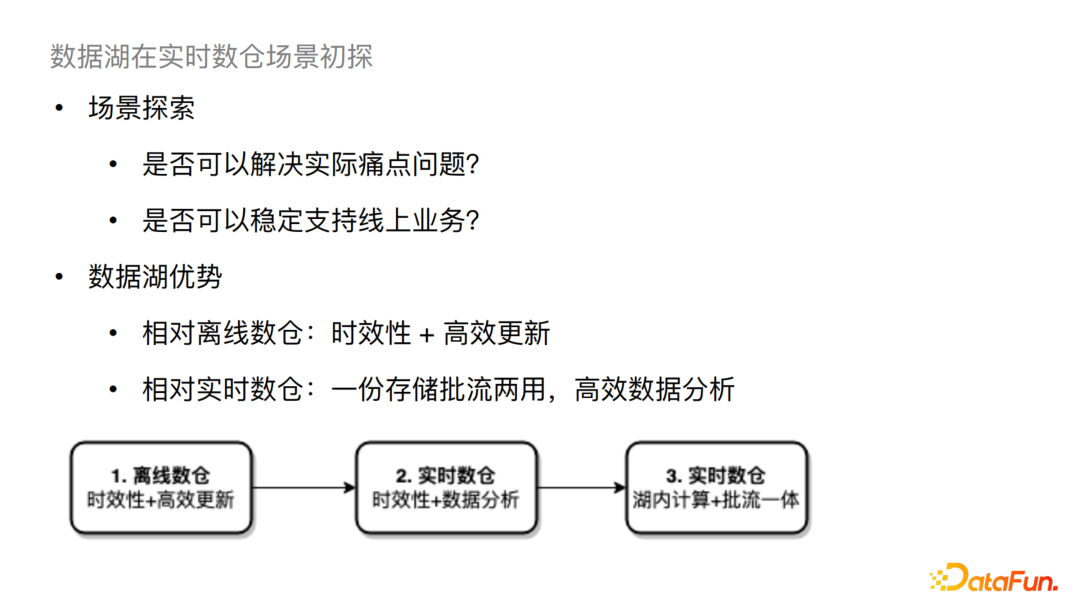 数据湖在实时数仓场景初探
• 场景探索
• 是否可以解决实际痛点问题？
• 是否可以稳定支持线上业务？
• 数据湖优势
• 相对离线数仓：时效性 + 高效更新
• 相对实时数仓：一份存储批流两用，高效数据分析
1. 离线数仓
时效性+高效更新
2. 实时数仓
时效性+数据分析
3. 实时数仓
湖内计算+批流一体
DataFun.